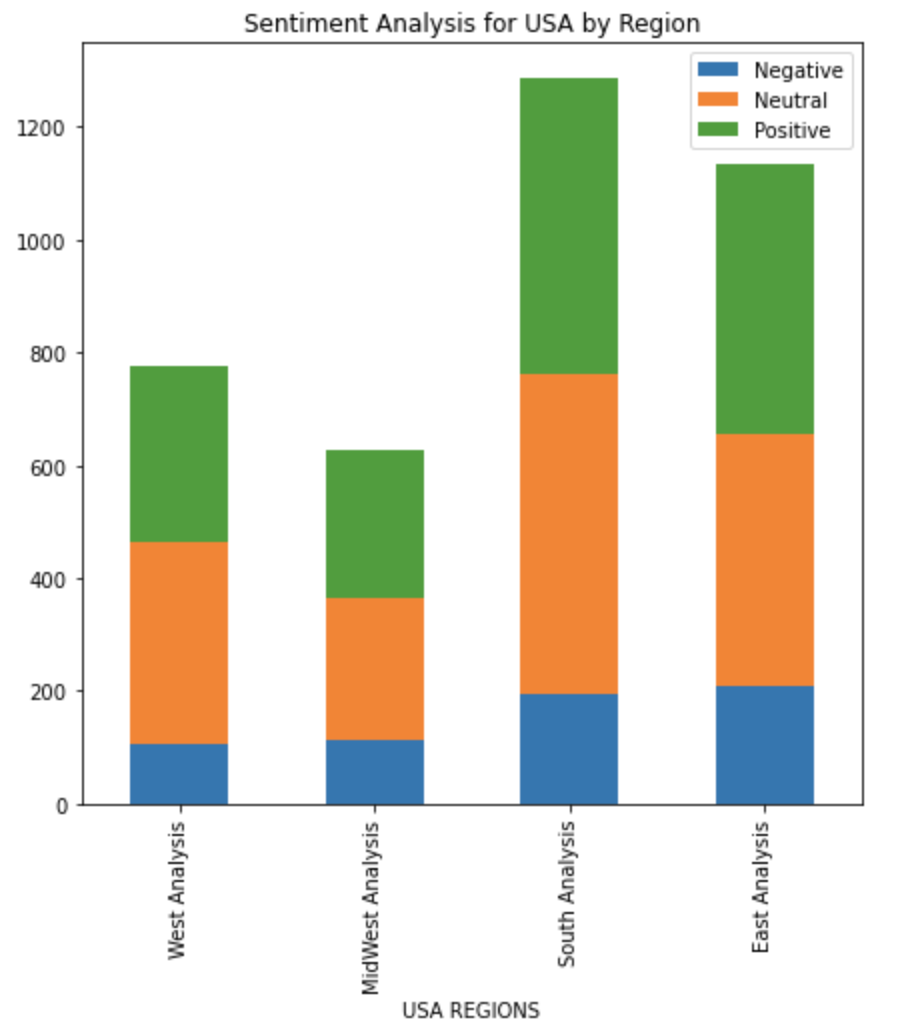 Sentiment Analysis for USA by Region
Negative
Neutral
Positive
1200
1000
800
600
400
200
0
West Analysis
MidWest Analysis
South Analysis
East Analysis
USA REGIONS